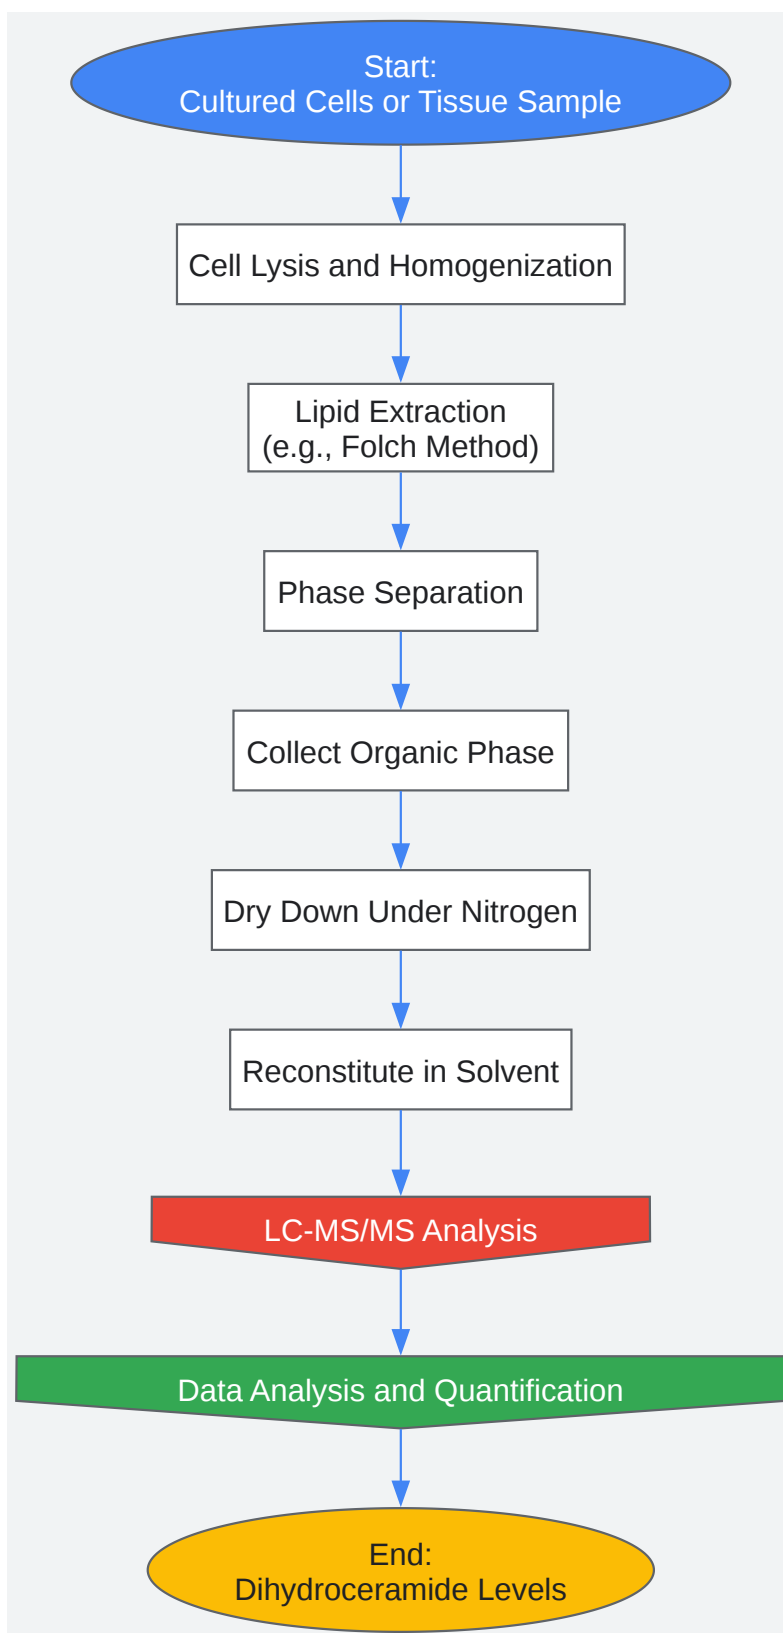 Start:
Cultured Cells or Tissue Sample
Cell Lysis and Homogenization
Lipid Extraction
(e.g., Folch Method)
Phase Separation
Collect Organic Phase
Dry Down Under Nitrogen
Reconstitute in Solvent
LC-MS/MS Analysis
Data Analysis and Quantification
End:
Dihydroceramide Levels